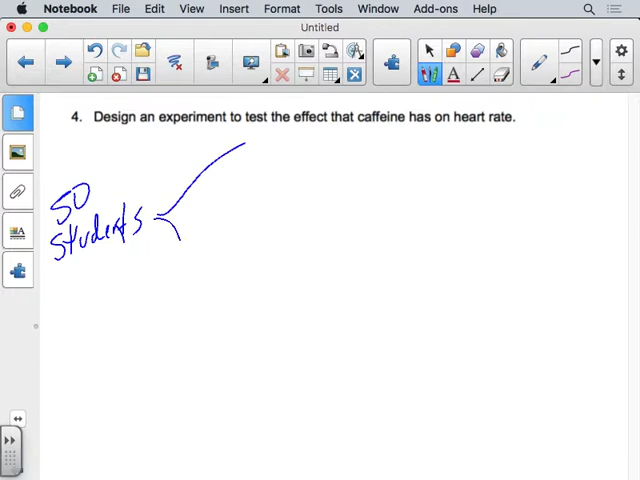 Notebook File Edit View Insert Format Tools Window Add-ons Help
Untitled
4. Design an experiment to test the effect that caffeine has on heart rate.
50
students